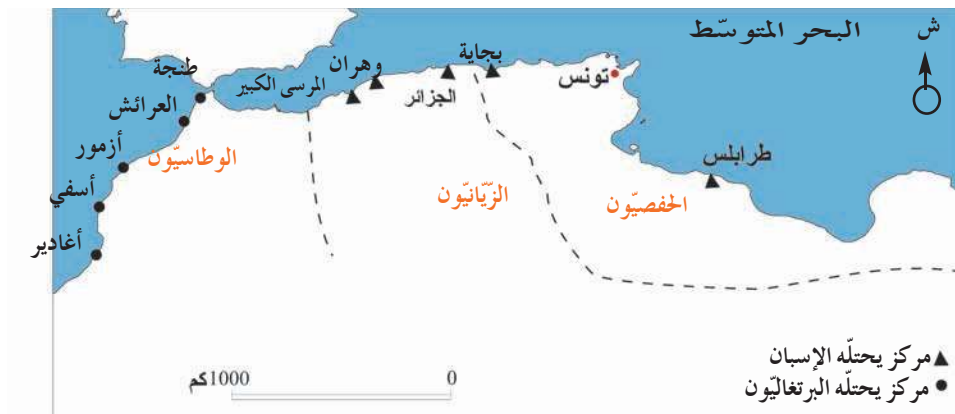 البحر المتوسّط
ش
طنجة
العرائش
أزمور
أسفي
أغادير
المرسى الكبير
وهران
الجزائر
بجاية
تونس
طرابلس
الوطاسيّون
الزّيّانيّون
الحفصيّون
مركز يحتلّه الإسبان
مركز يحتلّه البرتغاليّون
1000كم
0